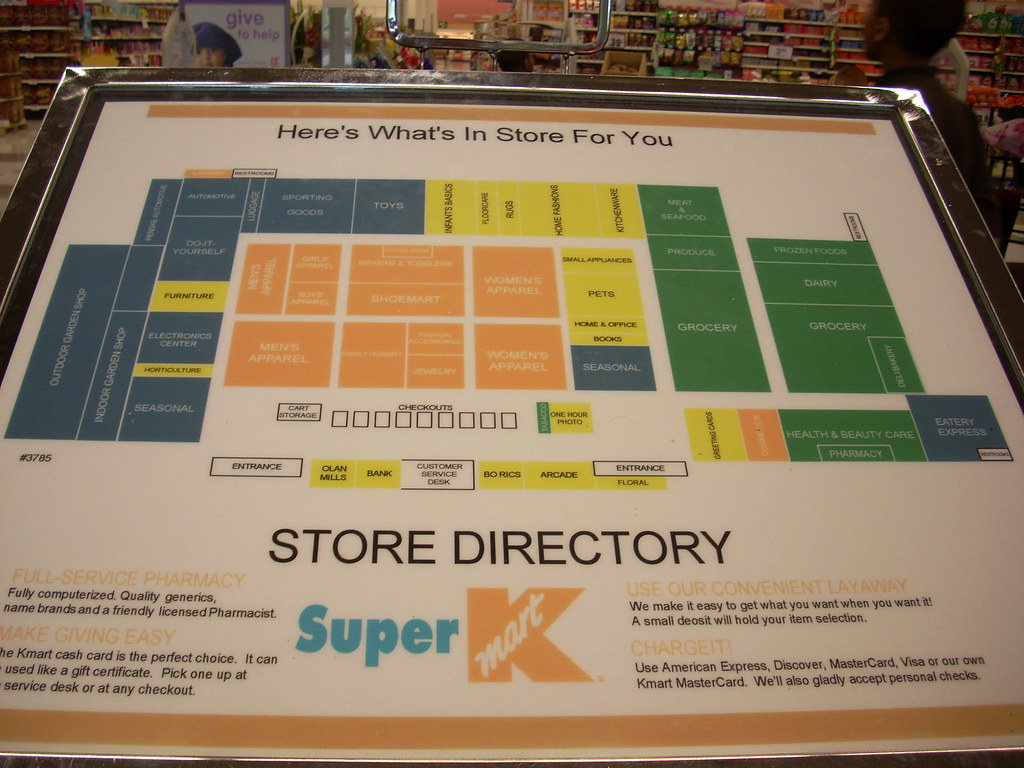 give
to help
Here's What's In Store For You
LAYAWAY
RESTROOMS
PENSKE AUTOMOTIVE
AUTOMOTIVE
LUGGAGE
SPORTING
GOODS
TOYS
INFANTS BASICS
FLOORCARE
RUGS
HOME FASHIONS
KITCHENWARE
MEAT
&
SEAFOOD
RESTROOM
DO-IT-
YOURSELF
MEN'S
APPAREL
GIRLS'
APPAREL
BOYS'
APPAREL
INFANTS' & TODDLERS
SHOEMART
WOMEN'S
APPAREL
SMALL APPLIANCES
PETS
PRODUCE
FROZEN FOODS
DAIRY
FURNITURE
OUTDOOR GARDEN SHOP
INDOOR GARDEN SHOP
ELECTRONICS
CENTER
HORTICULTURE
SEASONAL
MEN'S
APPAREL
FAMILY HOSIERY
FASHION
ACCESSORIES
JEWELRY
WOMEN'S
APPAREL
HOME & OFFICE
BOOKS
SEASONAL
GROCERY
GROCERY
DELI/BAKERY
CART
STORAGE
CHECKOUTS
TOBACCO
ONE HOUR
PHOTO
GREETING CARDS
COSMETICS
HEALTH & BEAUTY CARE
PHARMACY
EATERY
EXPRESS
RESTROOMS
#3785
ENTRANCE
OLAN
MILLS
BANK
CUSTOMER
SERVICE
DESK
BO RICS
ARCADE
ENTRANCE
FLORAL
STORE DIRECTORY
FULL-SERVICE PHARMACY
Fully computerized. Quality generics,
name brands and a friendly licensed Pharmacist.
MAKE GIVING EASY
he Kmart cash card is the perfect choice. It can
used like a gift certificate. Pick one up at
service desk or at any checkout.
Super K
mart
USE OUR CONVENIENT LAYAWAY
We make it easy to get what you want when you want it!
A small deosit will hold your item selection.
CHARGEIT!
Use American Express, Discover, MasterCard, Visa or our own
Kmart MasterCard. We'll also gladly accept personal checks.